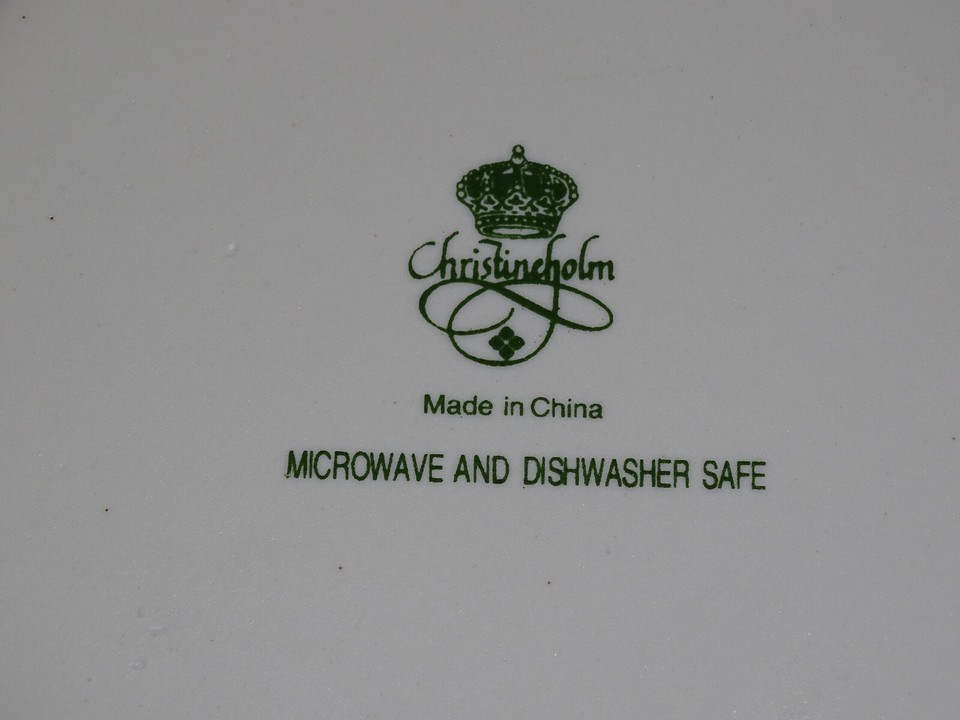 Christineholm
Made in China
MICROWAVE AND DISHWASHER SAFE